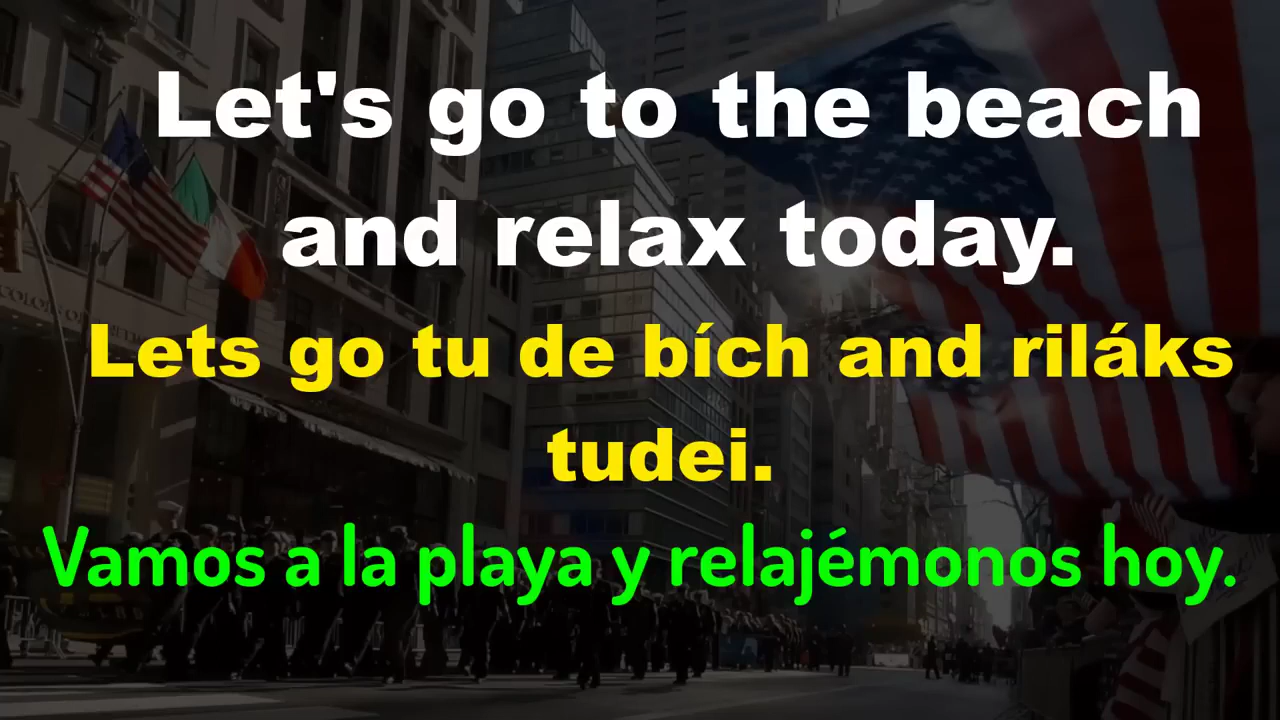 Let's go to the beach
and relax today.
Lets go tu de bích and riláks
tudei.
Vamos a la playa y relajémonos hoy.